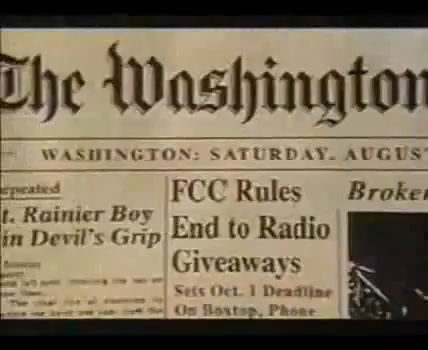 The Washington
WASHINGTON: SATURDAY, AUGUS
epeated
t. Rainier Boy
in Devil's Grip
FCC Rules
End to Radio
Giveaways
Sets Oct. 1 Deadline
On Boxtop, Phone
Broke